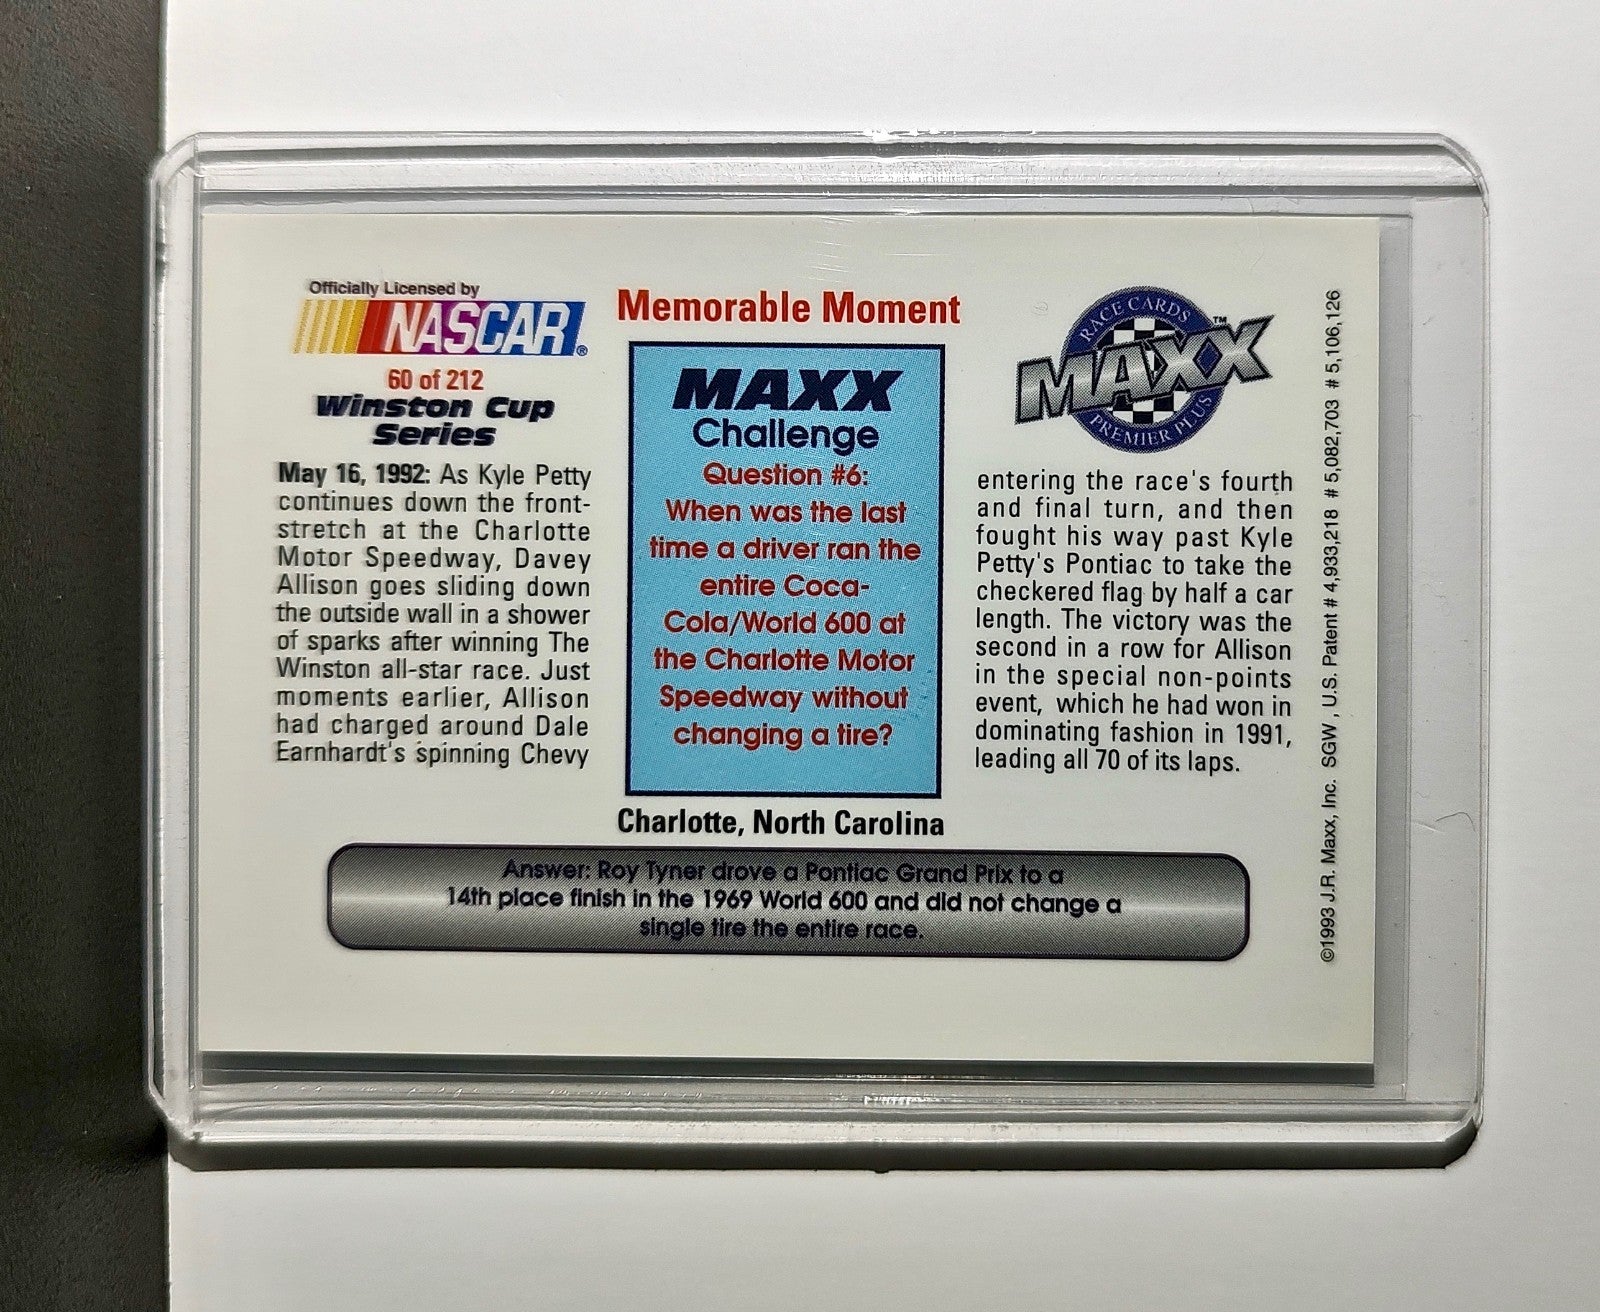 Officially Licensed by
NASCAR®
60 of 212
Winston Cup
Series
May 16, 1992: As Kyle Petty
continues down the front-
stretch at the Charlotte
Motor Speedway, Davey
Allison goes sliding down
the outside wall in a shower
of sparks after winning The
Winston all-star race. Just
moments earlier, Allison
had charged around Dale
Earnhardt's spinning Chevy
Memorable Moment
MAXX
Challenge
Question #6:
When was the last
time a driver ran the
entire Coca-
Cola/World 600 at
the Charlotte Motor
Speedway without
changing a tire?
Charlotte, North Carolina
RACE CARDS
MAXX™
PREMIER PLUS
entering the race's fourth
and final turn, and then
fought his way past Kyle
Petty's Pontiac to take the
checkered flag by half a car
length. The victory was the
second in a row for Allison
in the special non-points
event, which he had won in
dominating fashion in 1991,
leading all 70 of its laps.
Answer: Roy Tyner drove a Pontiac Grand Prix to a
14th place finish in the 1969 World 600 and did not change a
single tire the entire race.
©1993 J.R. Maxx, Inc. SGW, U.S. Patent # 4,933,218 # 5,082,703 # 5,106,126